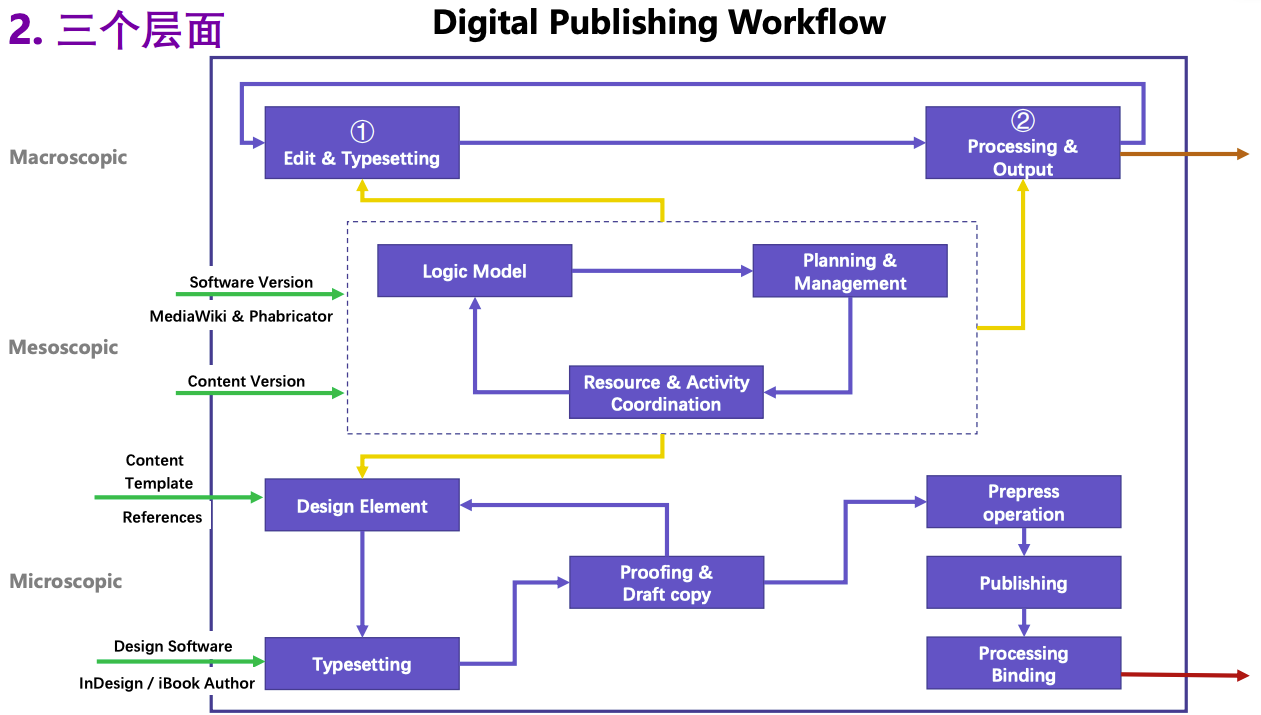 2. 三个层面
Digital Publishing Workflow
Macroscopic
①
Edit & Typesetting
②
Processing &
Output
Logic Model
Planning &
Management
Software Version
MediaWiki & Phabricator
Mesoscopic
Content Version
Resource & Activity
Coordination
Content
Template
References
Design Element
Prepress
operation
Microscopic
Proofing &
Draft copy
Publishing
Design Software
InDesign / iBook Author
Typesetting
Processing
Binding